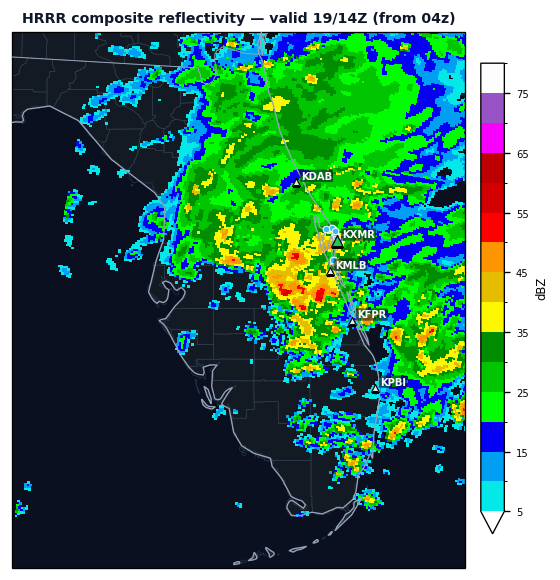 HRRR composite reflectivity — valid 19/14Z (from 04z)
75
65
55
45
35
25
15
5
dBZ
KDAB
KXMR
KMLB
KFPR
KPBI